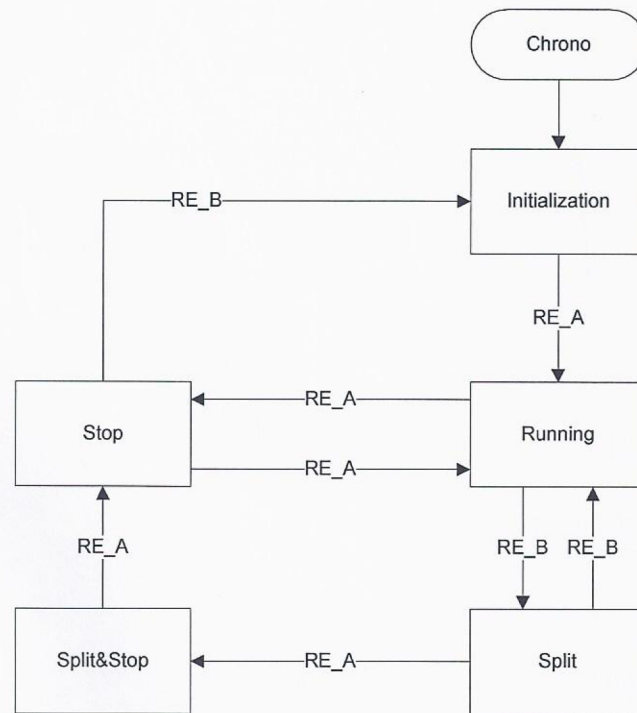 Chrono
RE_B
Initialization
RE_A
Stop
RE_A
Running
RE_A
RE_A
RE_B
RE_B
Split&Stop
RE_A
Split